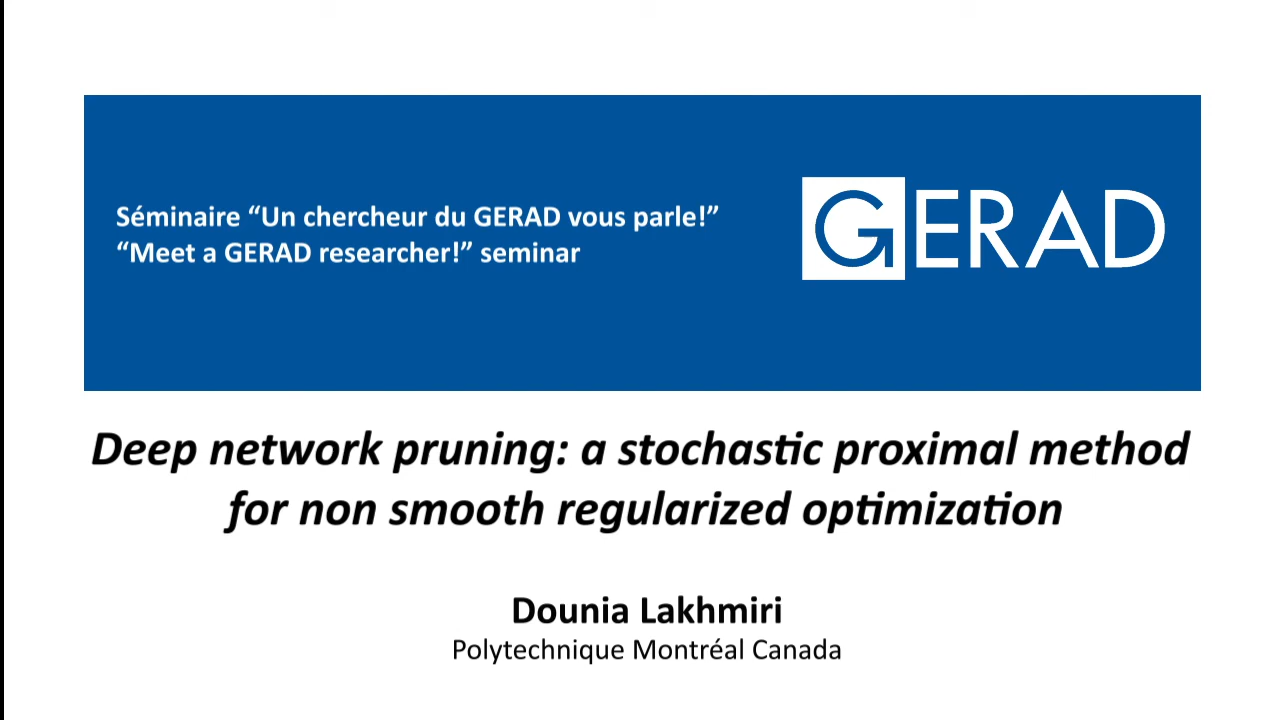 Séminaire “Un chercheur du GERAD vous parle!”
“Meet a GERAD researcher!” seminar
GERAD
Deep network pruning: a stochastic proximal method
for non smooth regularized optimization
Dounia Lakhmiri
Polytechnique Montréal Canada